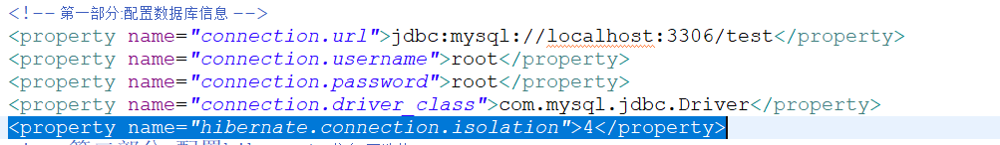 <!-- 第一部分:配置数据库信息 -->
<property name="connection.url">jdbc:mysql://localhost:3306/test</property>
<property name="connection.username">root</property>
<property name="connection.password">root</property>
<property name="connection.driver_class">com.mysql.jdbc.Driver</property>
<property name="hibernate.connection.isolation">4</property>